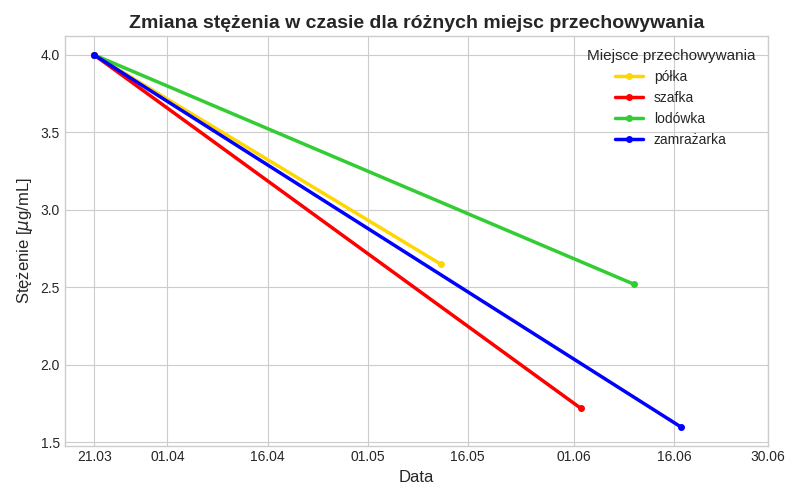 Zmiana stężenia w czasie dla różnych miejsc przechowywania
Stężenie [µg/mL]
4.0
3.5
3.0
2.5
2.0
1.5
Miejsce przechowywania
półka
szafka
lodówka
zamrażarka
21.03 01.04 16.04 01.05 16.05 01.06 16.06 30.06
Data